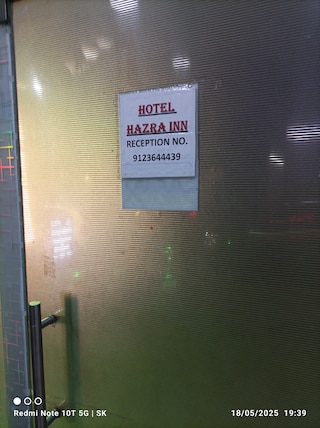 HOTEL
HAZRA INN
RECEPTION NO.
9123644439
Redmi Note 10T 5G | SK
18/05/2025 19:39